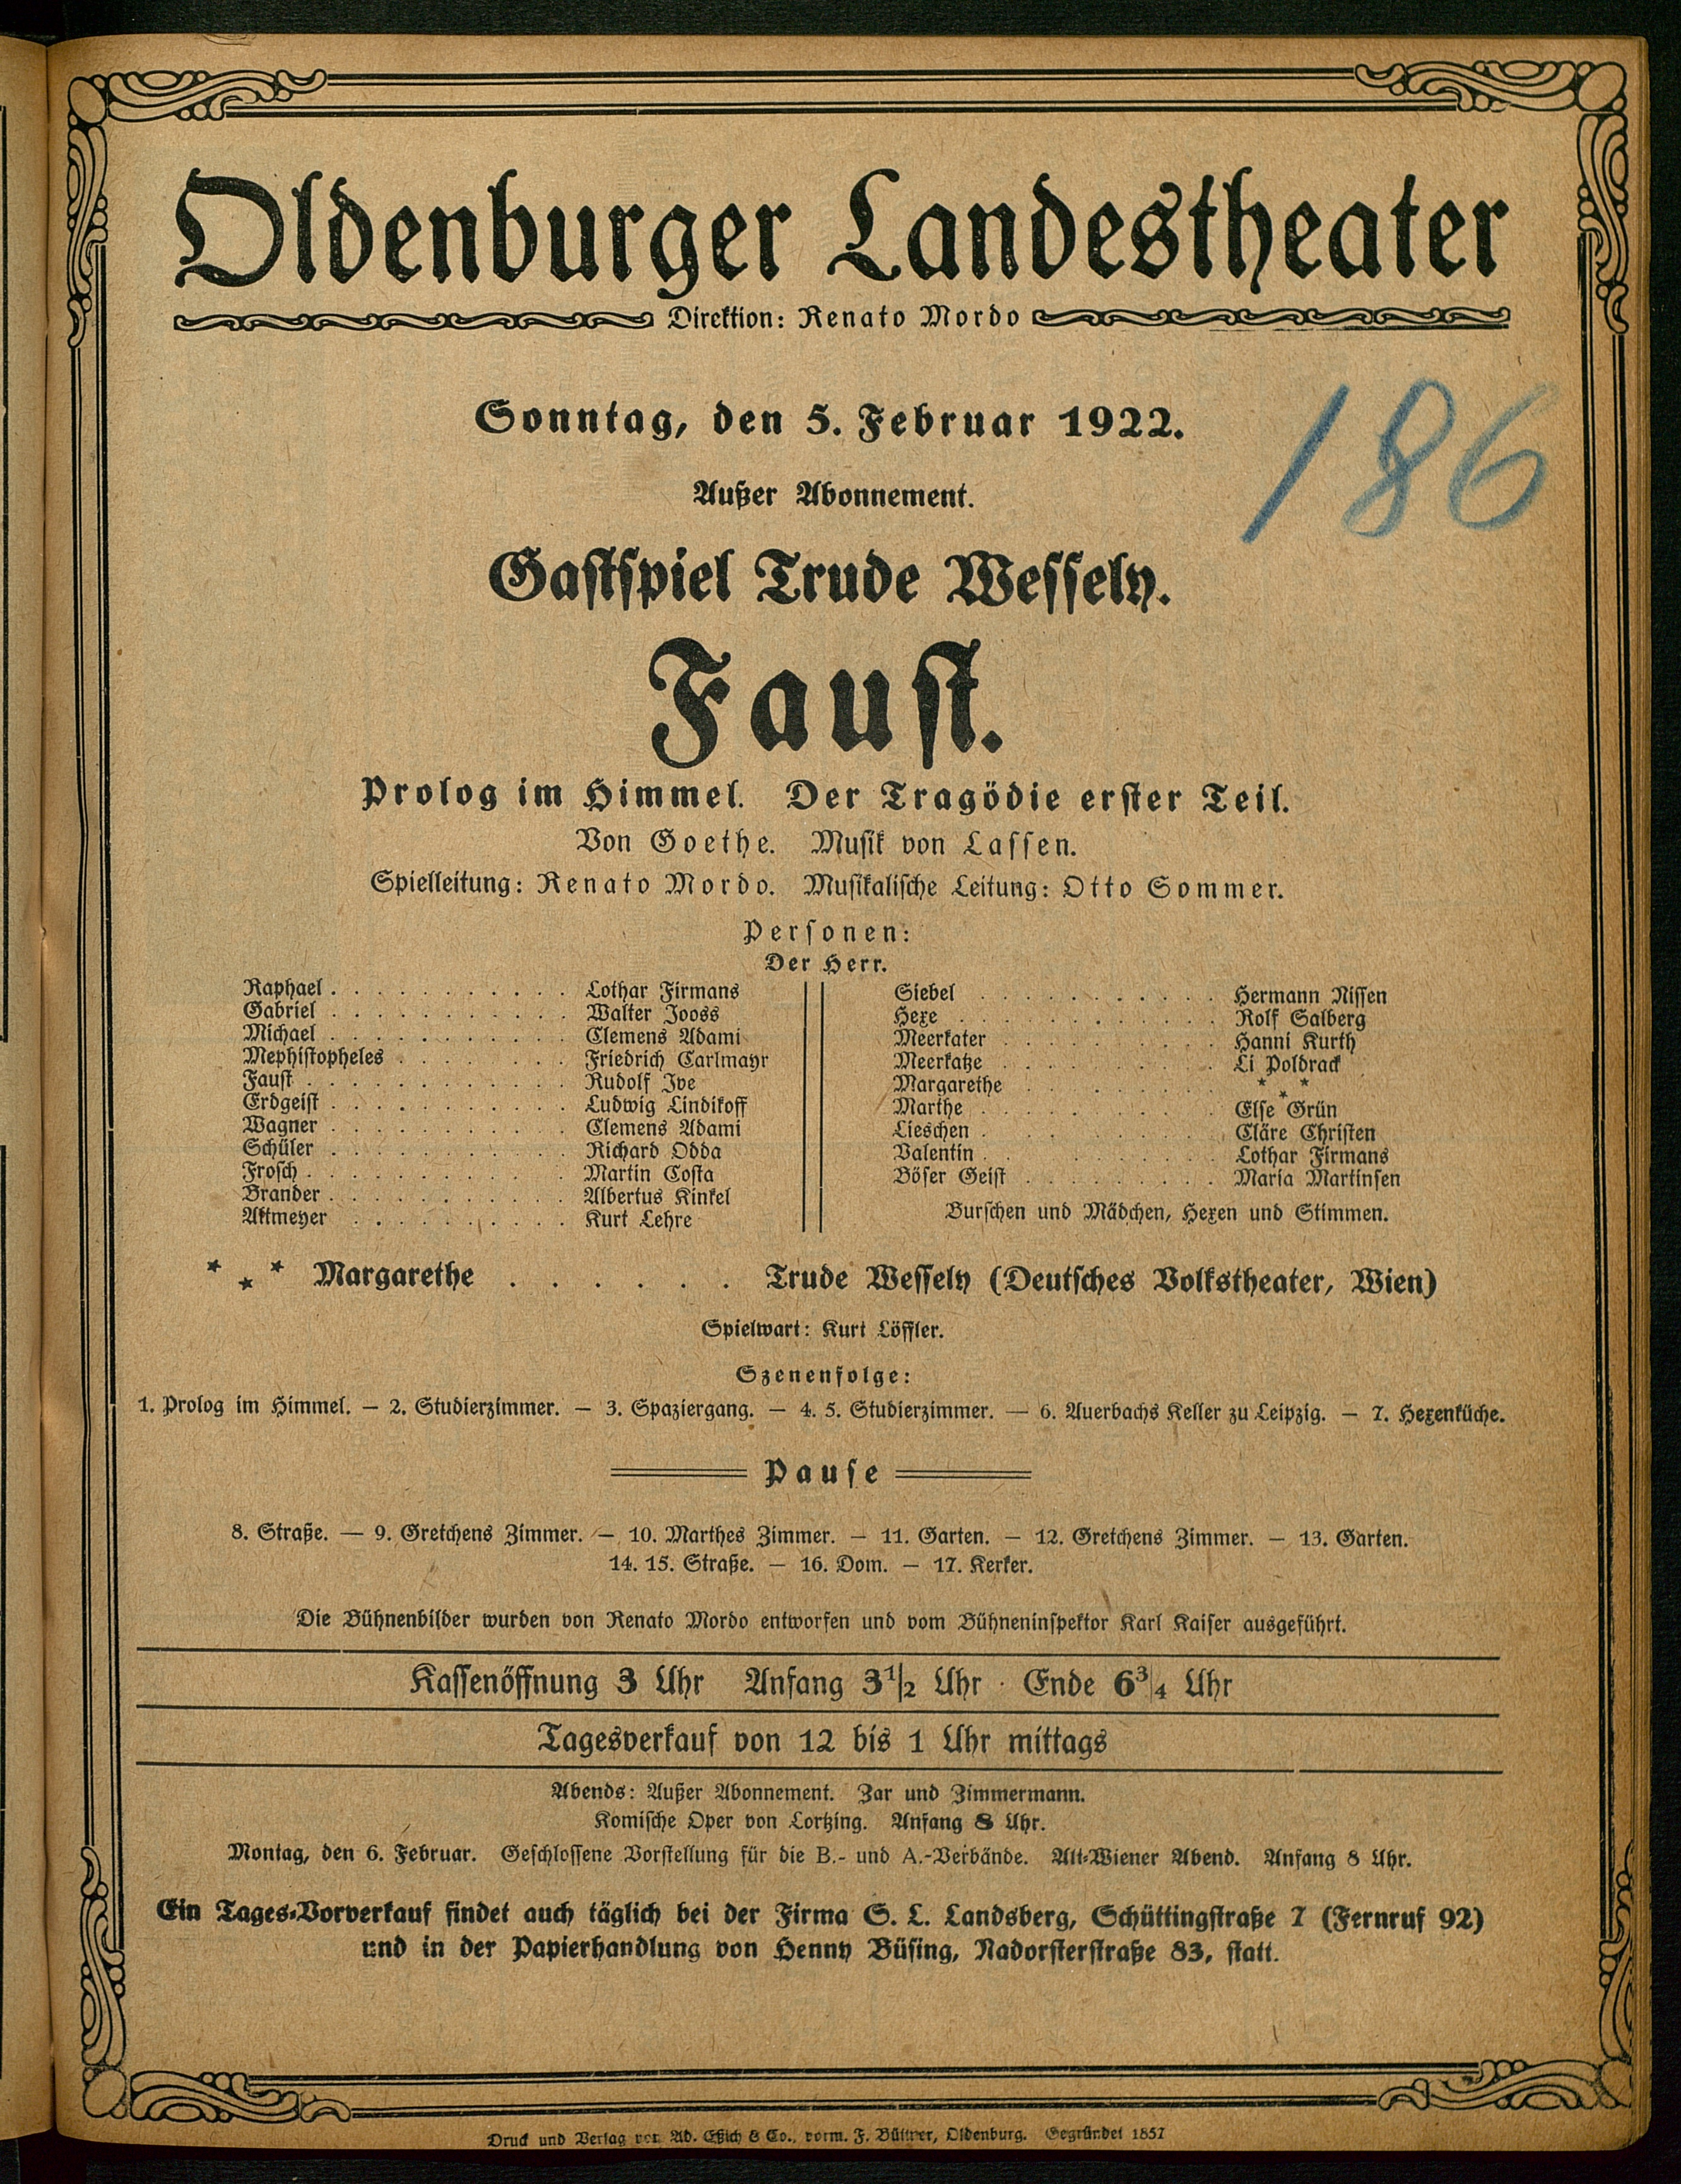 Oldenburger Landestheater
Direktion: Renato Mordo
186
Sonntag, den 5. Februar 1922.
Außer Abonnement.
Gastspiel Trude Wessely.
Faust.
Prolog im Himmel. Der Tragödie erster Teil.
Von Goethe. Musik von Lassen.
Spielleitung: Renato Mordo. Musikalische Leitung: Otto Sommer.
Personen:
Der Herr.
Raphael . . . . . . . . . . . Lothar Firmans
Gabriel . . . . . . . . . . . Walter Jooss
Michael . . . . . . . . . . . Clemens Adami
Mephistopheles . . . . . . . . Friedrich Carlmayr
Faust . . . . . . . . . . . . Rudolf Ive
Erdgeist . . . . . . . . . . . Ludwig Lindikoff
Wagner . . . . . . . . . . . Clemens Adami
Schüler . . . . . . . . . . . Richard Odda
Frosch . . . . . . . . . . . . Martin Costa
Brander . . . . . . . . . . . Albertus Kinkel
Altmeyer . . . . . . . . . . Kurt Lehre
Siebel . . . . . . . . . . . Hermann Nissen
Hexe . . . . . . . . . . . . Rolf Salberg
Meerkater . . . . . . . . . . Hanni Kurth
Meerkatze . . . . . . . . . . Li Poldrack
Margarethe . . . . . . . . . * * *
Marthe . . . . . . . . . . . Else Grün
Lieschen . . . . . . . . . . . Cläre Christen
Valentin . . . . . . . . . . . Lothar Firmans
Böser Geist . . . . . . . . . Maria Martinsen
Burschen und Mädchen, Hexen und Stimmen.
* * * Margarethe . . . . . . Trude Wessely (Deutsches Volkstheater, Wien)
Spielwart: Kurt Löffler.
Szenenfolge:
1. Prolog im Himmel. — 2. Studierzimmer. — 3. Spaziergang. — 4. 5. Studierzimmer. — 6. Auerbachs Keller zu Leipzig. — 7. Hexenküche.
Pause
8. Straße. — 9. Gretchens Zimmer. — 10. Marthes Zimmer. — 11. Garten. — 12. Gretchens Zimmer. — 13. Garten.
14. 15. Straße. — 16. Dom. — 17. Kerker.
Die Bühnenbilder wurden von Renato Mordo entworfen und vom Bühneninspektor Karl Kaiser ausgeführt.
Kassenöffnung 3 Uhr Anfang 3 1/2 Uhr · Ende 6 3/4 Uhr
Tagesverkauf von 12 bis 1 Uhr mittags
Abends: Außer Abonnement. Zar und Zimmermann.
Komische Oper von Lortzing. Anfang 8 Uhr.
Montag, den 6. Februar. Geschlossene Vorstellung für die B.- und A.-Verbände. Alt-Wiener Abend. Anfang 8 Uhr.
Ein Tages-Vorverkauf findet auch täglich bei der Firma S. L. Landsberg, Schüttingstraße 7 (Fernruf 92)
und in der Papierhandlung von Henny Büsing, Nadorsterstraße 83, statt.
Druck und Verlag von Ad. Eßich & Co., vorm. F. Büttner, Oldenburg. Gegründet 1857